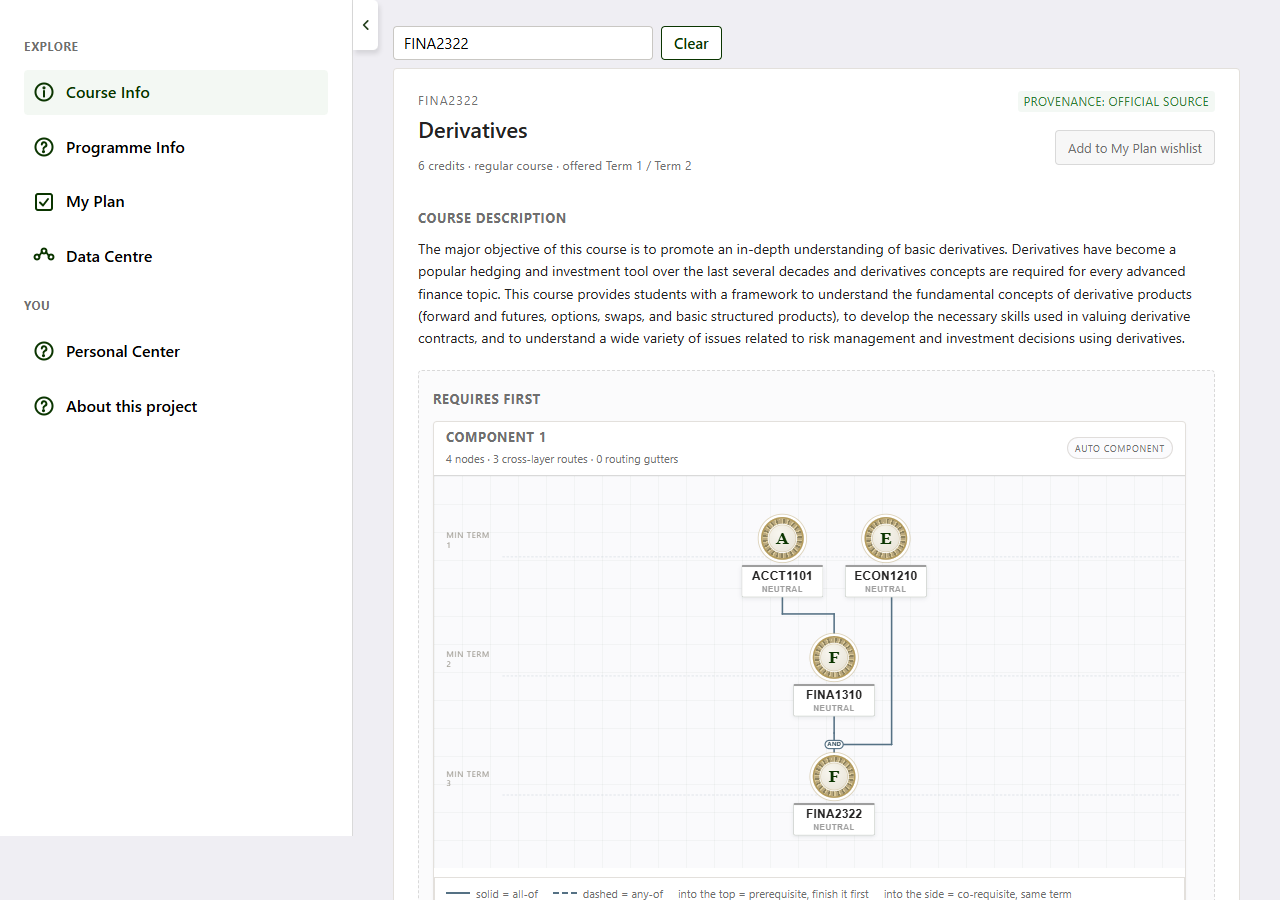 EXPLORE
Course Info
Programme Info
My Plan
Data Centre
YOU
Personal Center
About this project
FINA2322
Clear
FINA2322
PROVENANCE: OFFICIAL SOURCE
Derivatives
Add to My Plan wishlist
6 credits · regular course · offered Term 1 / Term 2
COURSE DESCRIPTION
The major objective of this course is to promote an in-depth understanding of basic derivatives. Derivatives have become a
popular hedging and investment tool over the last several decades and derivatives concepts are required for every advanced
finance topic. This course provides students with a framework to understand the fundamental concepts of derivative products
(forward and futures, options, swaps, and basic structured products), to develop the necessary skills used in valuing derivative
contracts, and to understand a wide variety of issues related to risk management and investment decisions using derivatives.
REQUIRES FIRST
COMPONENT 1
4 nodes · 3 cross-layer routes · 0 routing gutters
AUTO COMPONENT
MIN TERM
1
A
E
ACCT1101
NEUTRAL
ECON1210
NEUTRAL
MIN TERM
2
F
FINA1310
NEUTRAL
AND
MIN TERM
3
F
FINA2322
NEUTRAL
solid = all-of
dashed = any-of
into the top = prerequisite, finish it first
into the side = co-requisite, same term